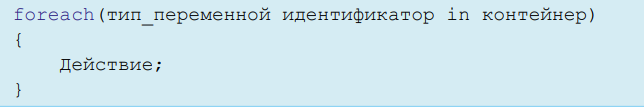 foreach(тип_переменной идентификатор in контейнер)
{
    Действие;
}